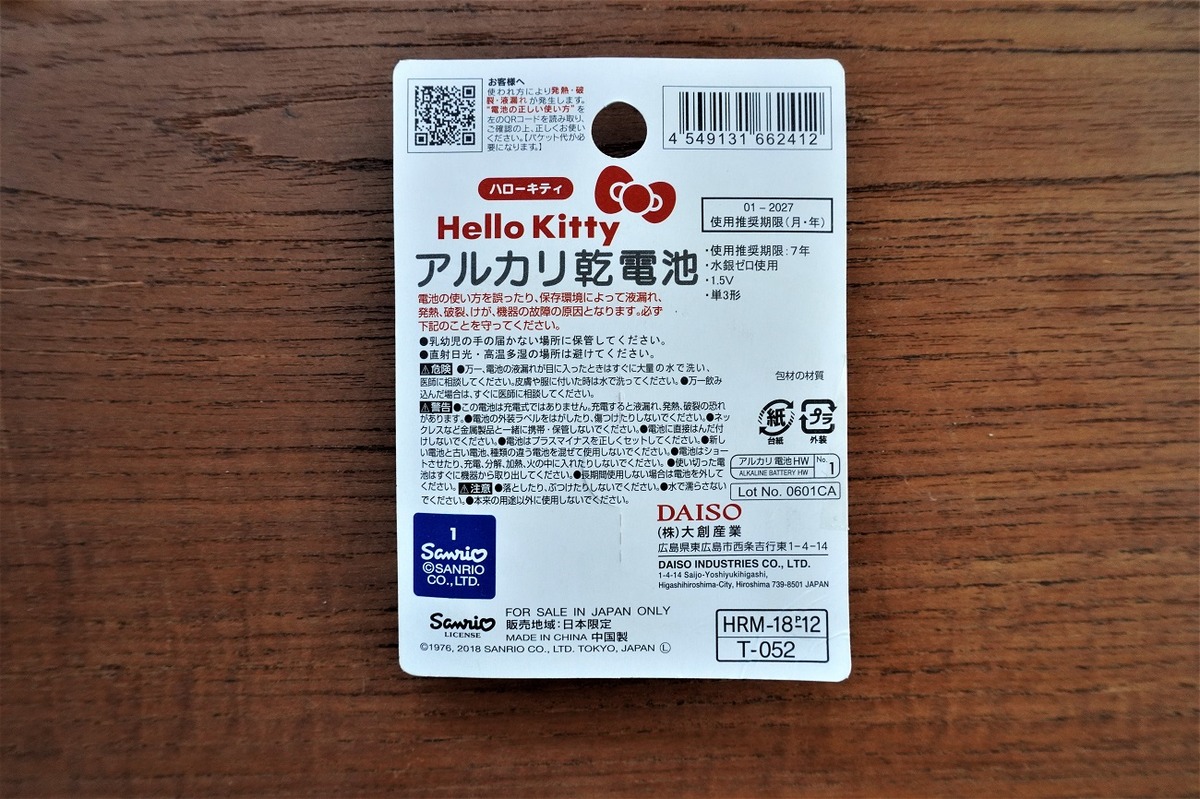 お客様へ
使われ方により発熱・破
裂・液漏れが発生します。
"電池の正しい使い方"を
左のQRコードを読み取り、
ご確認の上、正しくお使い
ください。【パケット代が必
要になります。】
4 549131 662412
ハローキティ
Hello Kitty
アルカリ乾電池
01－2027
使用推奨期限(月・年)
・使用推奨期限:7年
・水銀ゼロ使用
・1.5V
・単3形
電池の使い方を誤ったり、保存環境によって液漏れ、
発熱、破裂、けが、機器の故障の原因となります。必ず
下記のことを守ってください。
●乳幼児の手の届かない場所に保管してください。
●直射日光・高温多湿の場所は避けてください。
⚠危険 ●万一、電池の液漏れが目に入ったときはすぐに大量の水で洗い、
医師に相談してください。皮膚や服に付いた時は水で洗ってください。●万一飲み
込んだ場合は、すぐに医師に相談してください。
⚠警告 ●この電池は充電式ではありません。充電すると液漏れ、発熱、破裂の恐れ
があります。●電池の外装ラベルをはがしたり、傷つけたりしないでください。●ネッ
クレスなど金属製品と一緒に携帯・保管しないでください。●電池に直接はんだ付
けしないでください。●電池はプラスマイナスを正しくセットしてください。●新し
い電池と古い電池、種類の違う電池を混ぜて使用しないでください。●電池はショー
トさせたり、充電、分解、加熱、火の中に入れたりしないでください。●使い切った電
池はすぐに機器から取り出してください。●長期間使用しない場合は電池を外して
ください。⚠注意 ●落としたり、ぶつけたりしないでください。●水で濡らさない
でください。●本来の用途以外に使用しないでください。
包材の材質
紙 プラ
台紙 外装
アルカリ電池HW No. 1
ALKALINE BATTERY HW
Lot No. 0601CA
DAISO
(株)大創産業
広島県東広島市西条吉行東1-4-14
DAISO INDUSTRIES CO., LTD.
1-4-14 Saijo-Yoshiyukihigashi,
Higashihiroshima-City, Hiroshima 739-8501 JAPAN
1
Sanrio
©SANRIO
CO.,LTD.
Sanrio
LICENSE
FOR SALE IN JAPAN ONLY
販売地域:日本限定
MADE IN CHINA 中国製
©1976, 2018 SANRIO CO., LTD. TOKYO, JAPAN Ⓛ
HRM-18 P 12
T-052